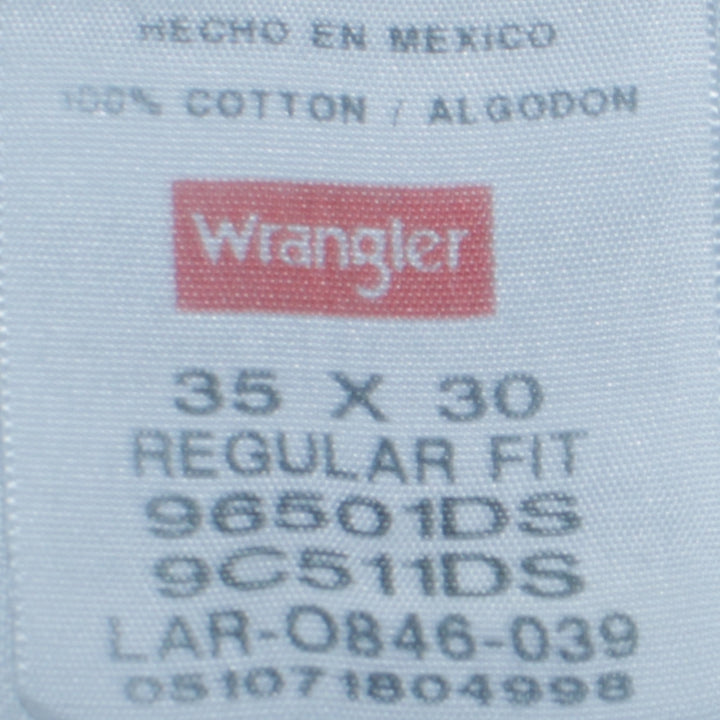 HECHO EN MEXICO
100% COTTON / ALGODON
Wrangler
35 X 30
REGULAR FIT
96501DS
9C511DS
LAR-0846-039
051071804998